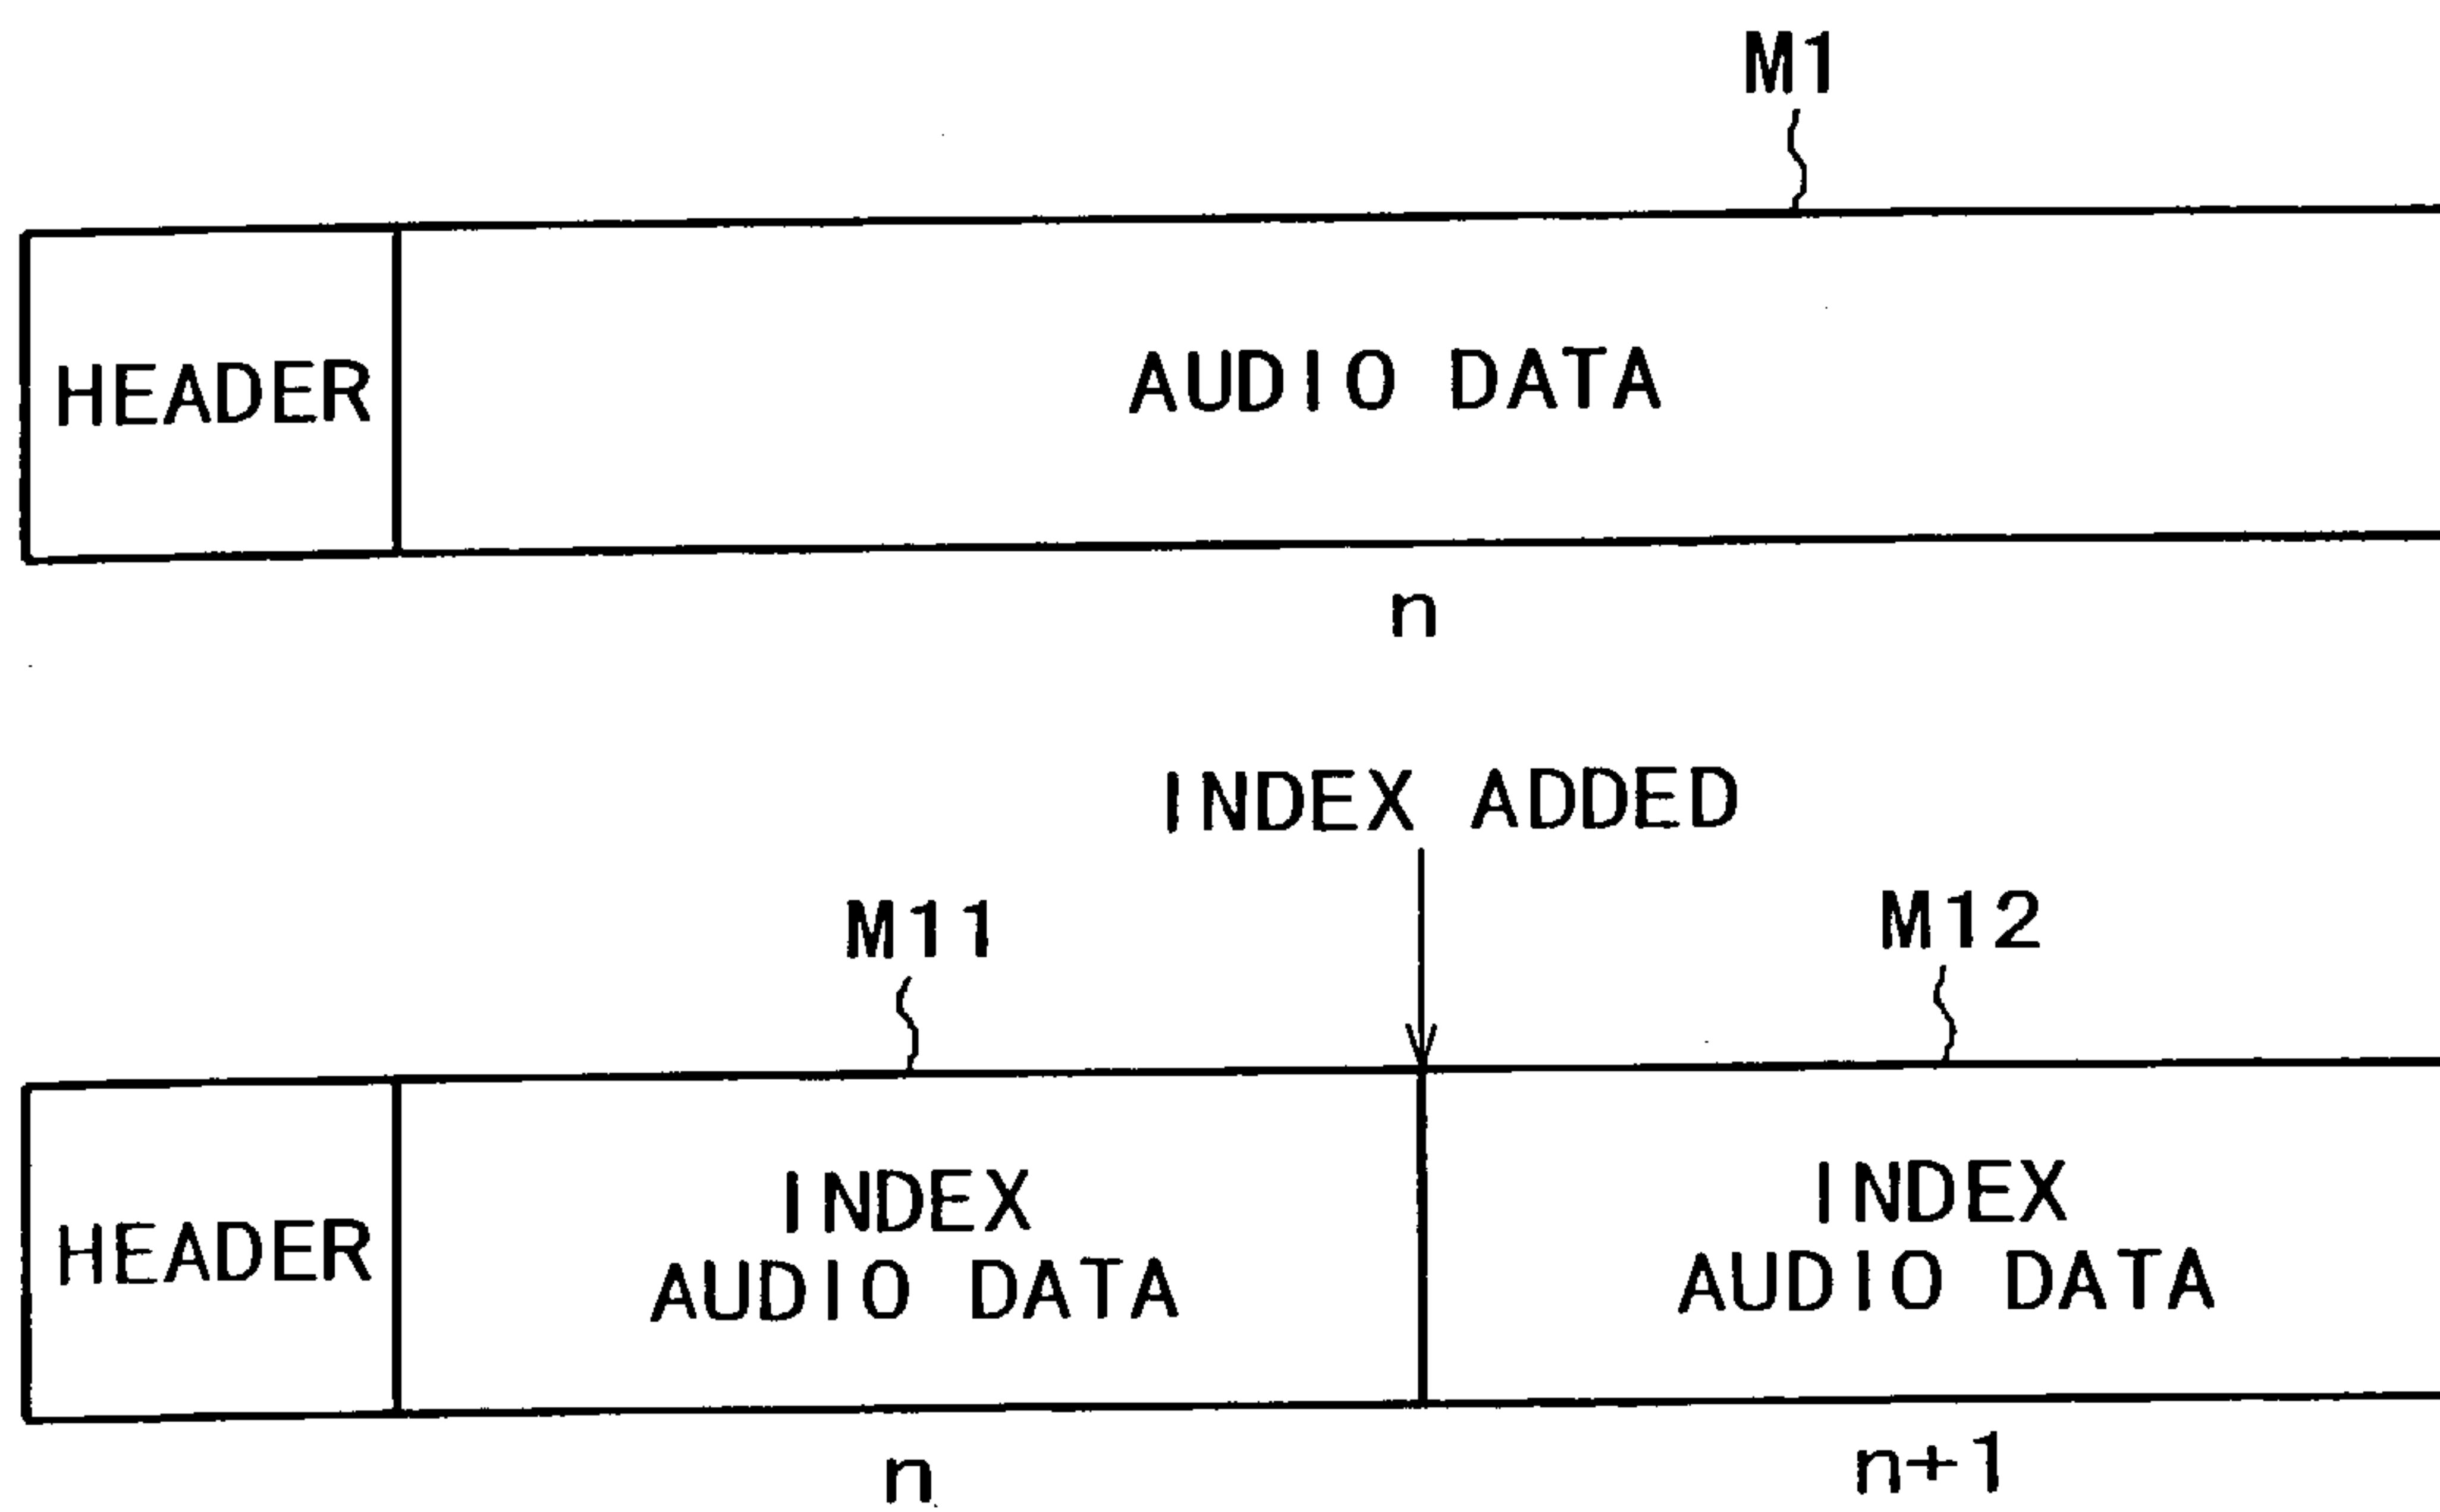 M1
HEADER
AUDIO DATA
n
INDEX ADDED
M11
M12
HEADER
INDEX
AUDIO DATA
INDEX
AUDIO DATA
n
n+1